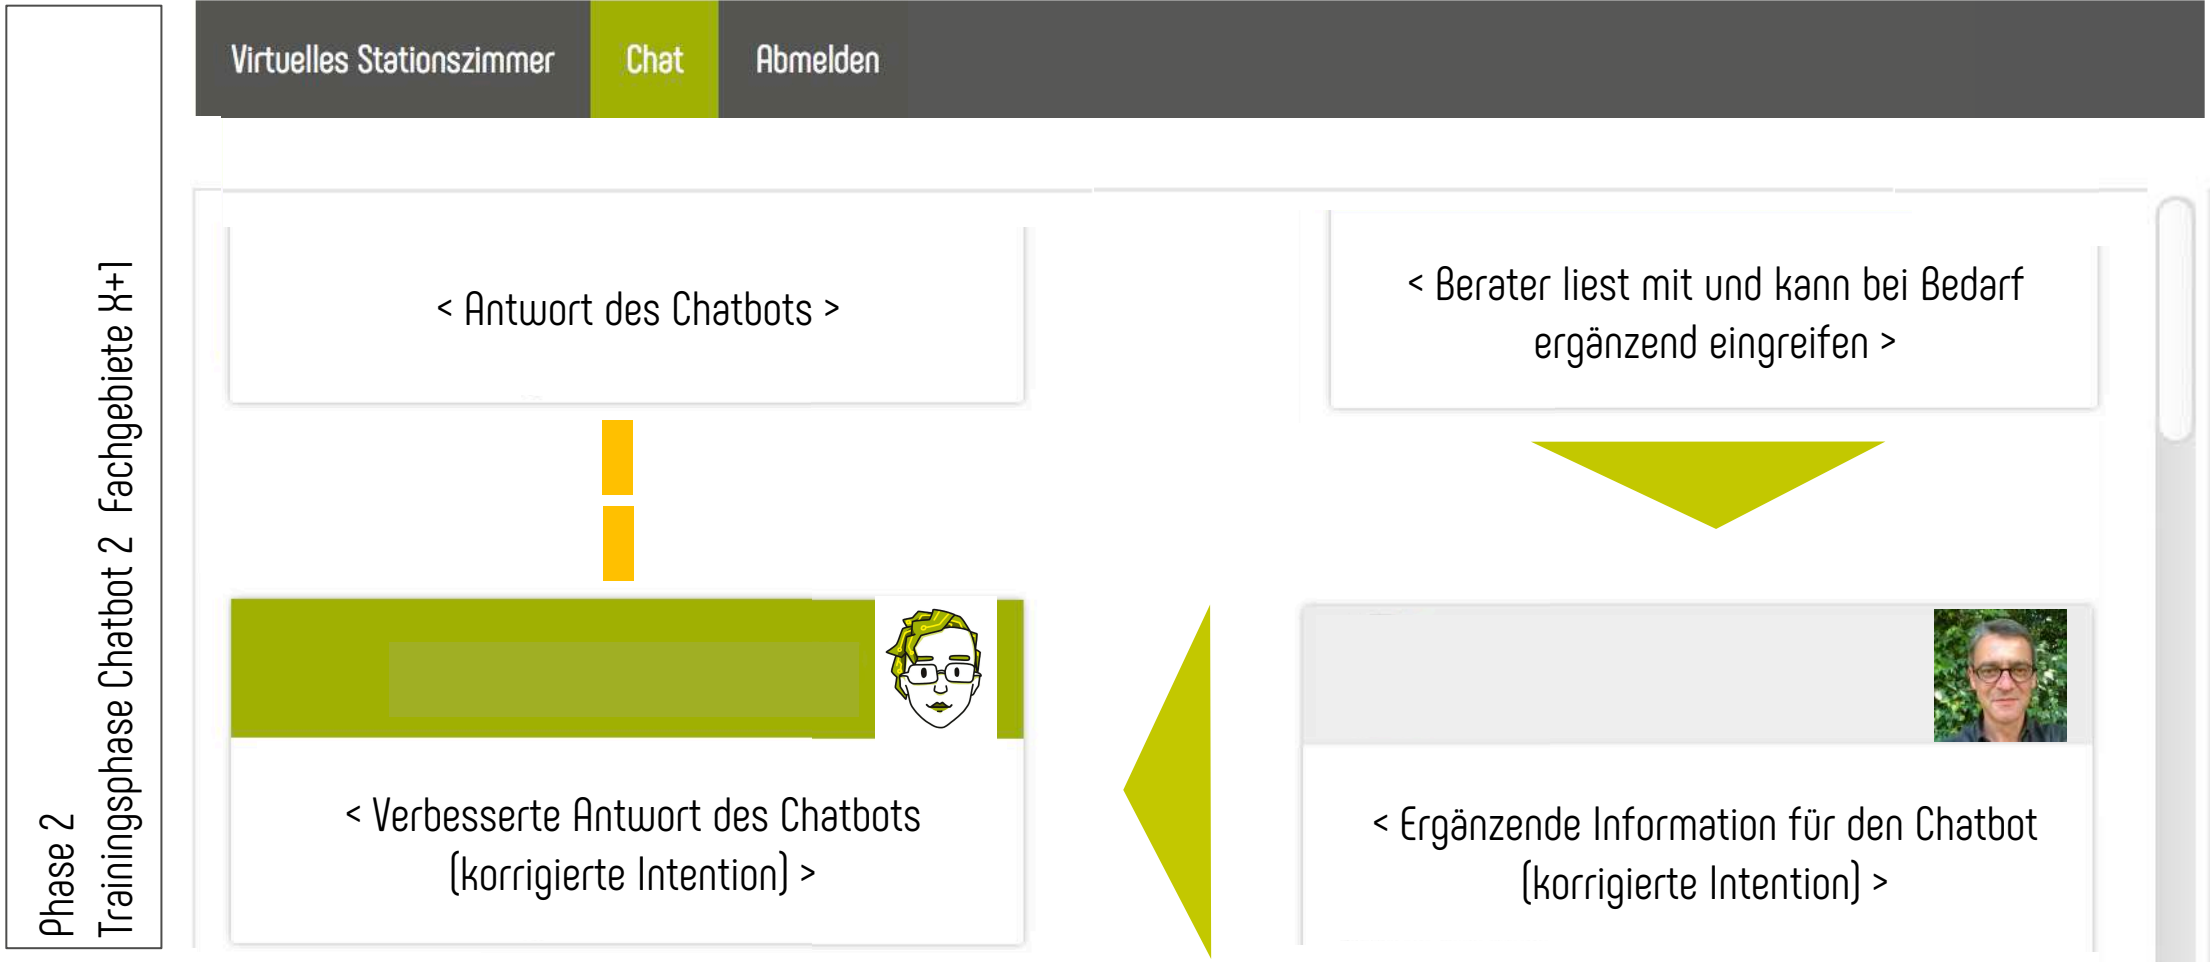 Virtuelles Stationszimmer Chat Abmelden
Phase 2
Trainingsphase Chatbot 2 Fachgebiete X+1
< Antwort des Chatbots >
< Berater liest mit und kann bei Bedarf
ergänzend eingreifen >
< Verbesserte Antwort des Chatbots
(korrigierte Intention) >
< Ergänzende Information für den Chatbot
(korrigierte Intention) >